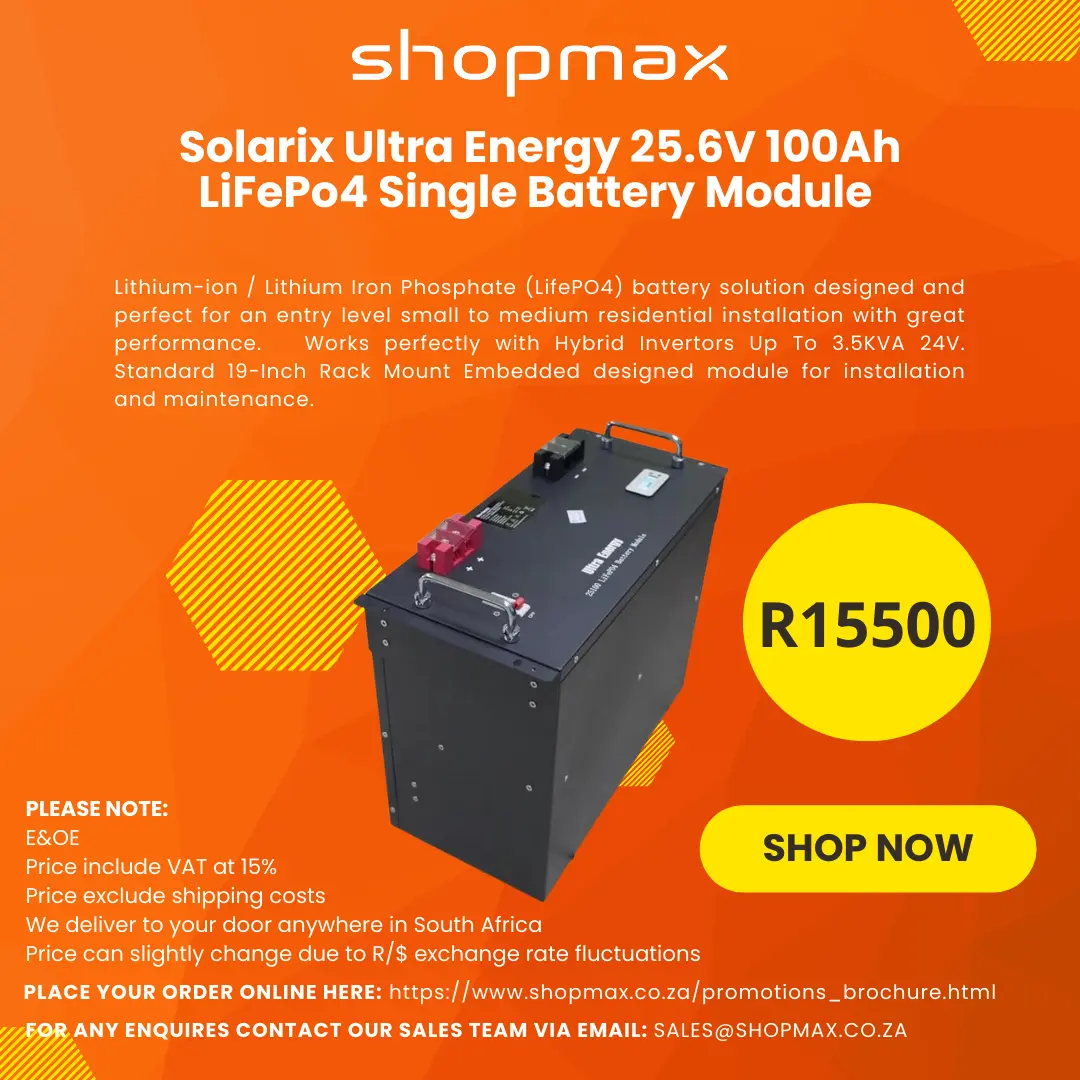 shopmax
Solarix Ultra Energy 25.6V 100Ah
LiFePo4 Single Battery Module
Lithium-ion / Lithium Iron Phosphate (LifePO4) battery solution designed and
perfect for an entry level small to medium residential installation with great
performance. Works perfectly with Hybrid Invertors Up To 3.5KVA 24V.
Standard 19-Inch Rack Mount Embedded designed module for installation
and maintenance.
Ultra Energy
25100 LiFePO4 Battery Module
R15500
SHOP NOW
PLEASE NOTE:
E&OE
Price include VAT at 15%
Price exclude shipping costs
We deliver to your door anywhere in South Africa
Price can slightly change due to R/$ exchange rate fluctuations
PLACE YOUR ORDER ONLINE HERE: https://www.shopmax.co.za/promotions_brochure.html
FOR ANY ENQUIRES CONTACT OUR SALES TEAM VIA EMAIL: SALES@SHOPMAX.CO.ZA